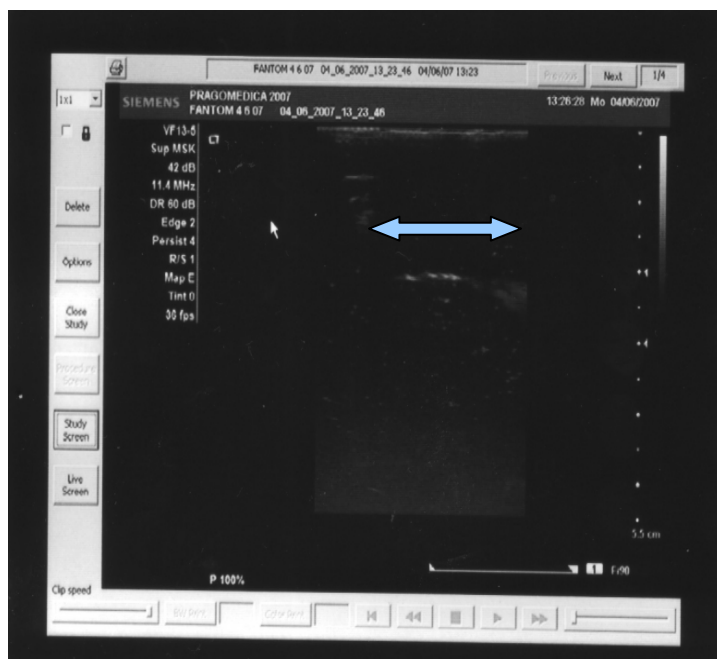 FANTOM 4 6 07 04_06_2007_13_23_46 04/06/07 13:23
Previous
Next
1/4
1x1
SIEMENS
PRAGOMEDICA 2007
FANTOM 4 6 07 04_06_2007_13_23_46
13:26:28 Mo 04/06/2007
VF13-5
Sup MSK
42 dB
11.4 MHz
DR 60 dB
Edge 2
Persist 4
R/S 1
Map E
Tint 0
36 fps
Delete
Options
Close
Study
Procedure
Screen
Study
Screen
Live
Screen
5.5 cm
1
P 100%
Clip speed